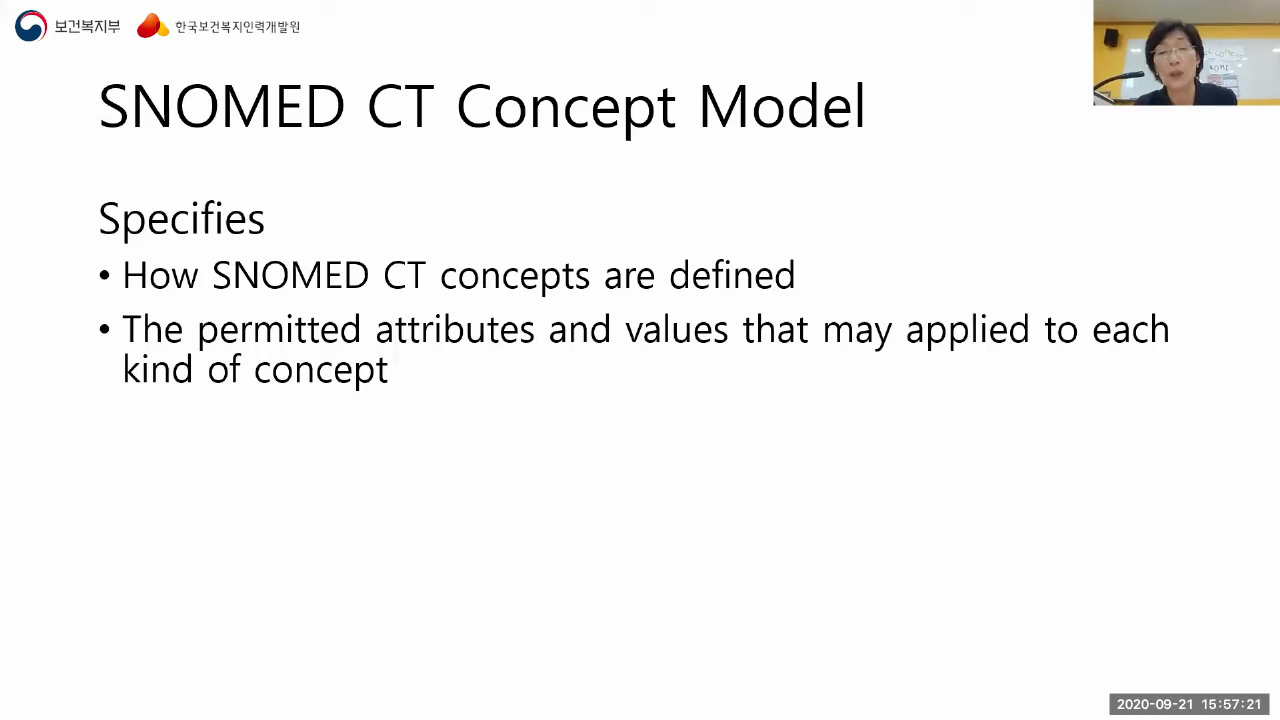 보건복지부 한국보건복지인력개발원
SNOMED CT Concept Model
Specifies
• How SNOMED CT concepts are defined
• The permitted attributes and values that may applied to each
kind of concept
2020-09-21 15:57:21